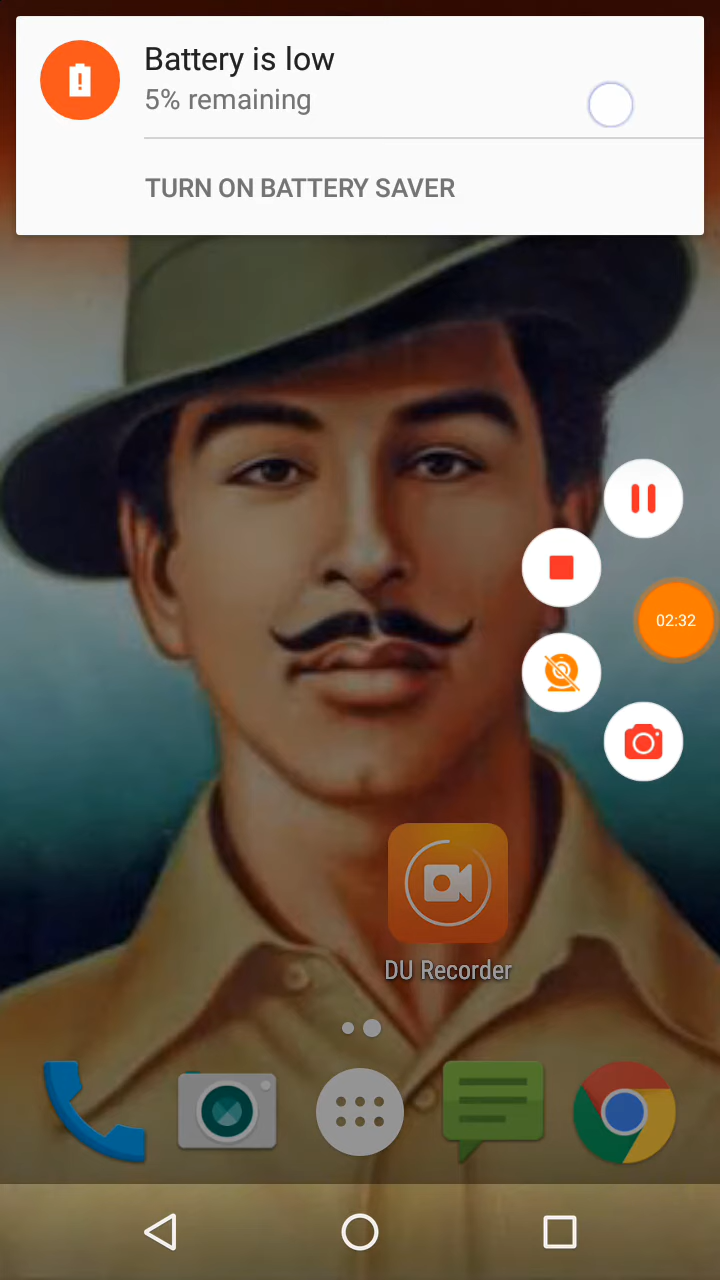 Battery is low
5% remaining
TURN ON BATTERY SAVER
02:32
DU Recorder